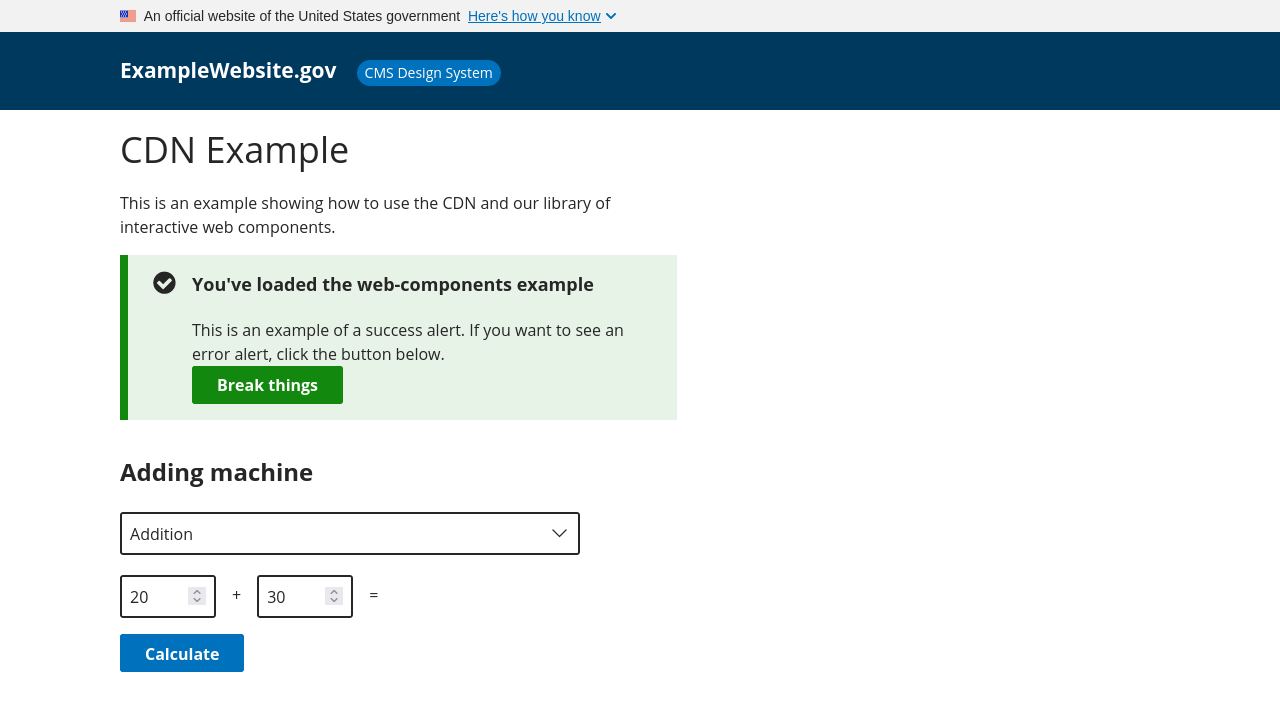 An official website of the United States government Here's how you know
ExampleWebsite.gov CMS Design System
CDN Example
This is an example showing how to use the CDN and our library of
interactive web components.
You've loaded the web-components example
This is an example of a success alert. If you want to see an
error alert, click the button below.
Break things
Adding machine
Addition
20 + 30 =
Calculate